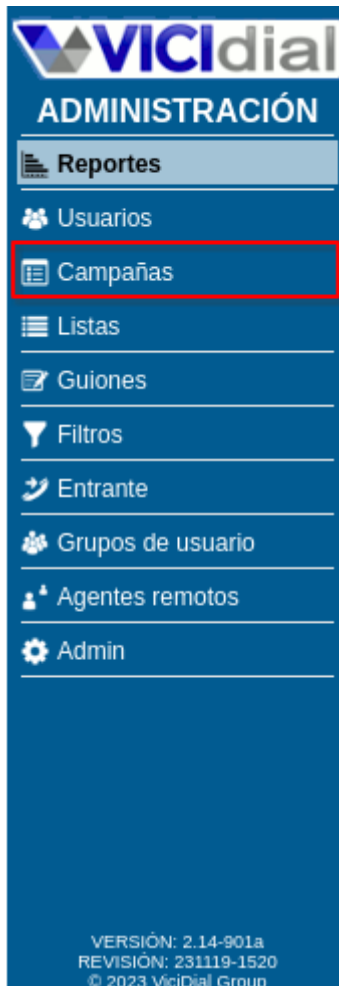 VICIdial
ADMINISTRACIÓN
Reportes
Usuarios
Campañas
Listas
Guiones
Filtros
Entrante
Grupos de usuario
Agentes remotos
Admin
VERSIÓN: 2.14-901a
REVISIÓN: 231119-1520
© 2023 ViciDial Group